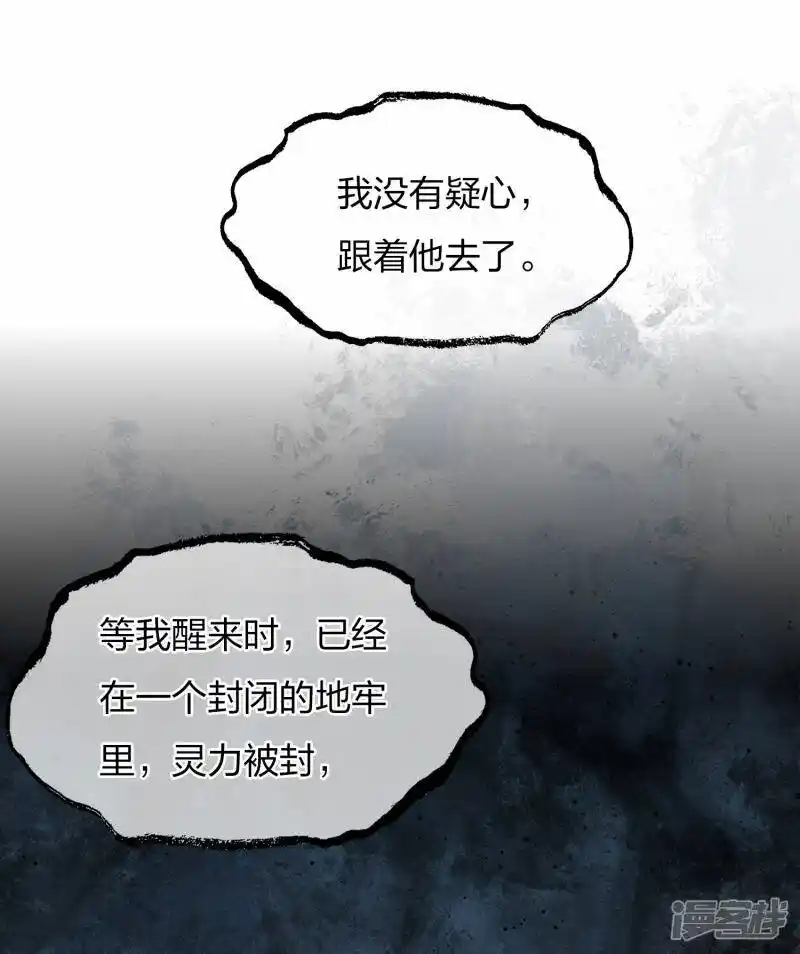 我没有疑心，
跟着他去了。
等我醒来时，已经
在一个封闭的地牢
里，灵力被封，
漫客栈